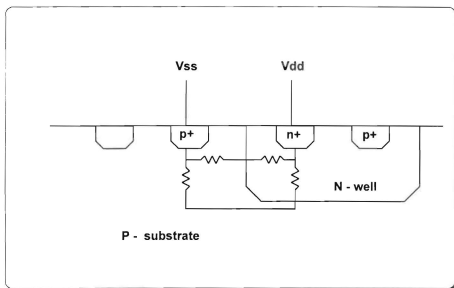 Vss Vdd
p+ n+ p+
N - well
P - substrate